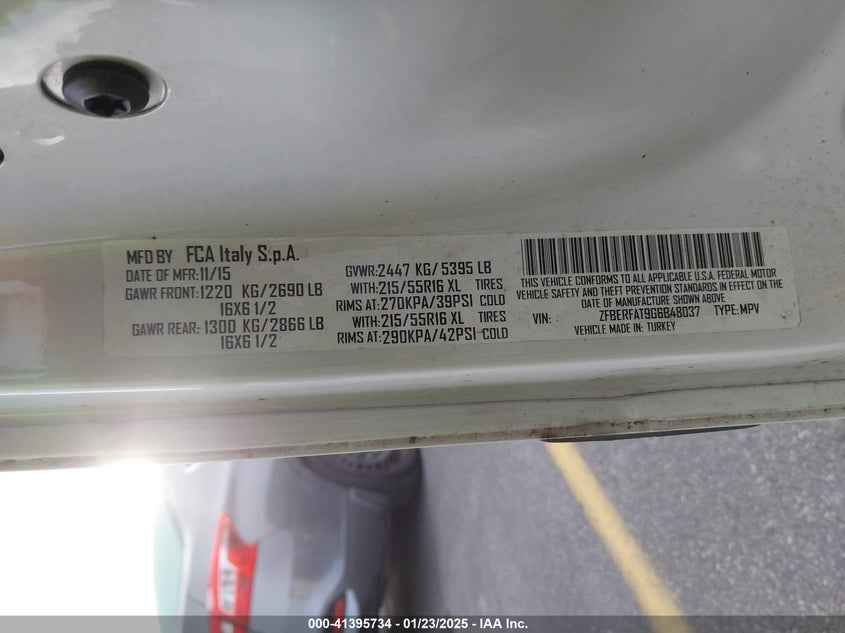 MFD BY FCA Italy S.p.A.
DATE OF MFR:11/15
GAWR FRONT:1220 KG/2690 LB
16X6 1/2
GAWR REAR:1300 KG/2866 LB
16X6 1/2
GVWR:2447 KG/5395 LB
WITH:215/55R16 XL TIRES
RIMS AT:270KPA/39PSI COLD
WITH:215/55R16 XL TIRES
RIMS AT:290KPA/42PSI COLD
THIS VEHICLE CONFORMS TO ALL APPLICABLE U.S.A. FEDERAL MOTOR
VEHICLE SAFETY AND THEFT PREVENTION STANDARDS IN EFFECT ON THE
DATE OF MANUFACTURE SHOWN ABOVE
VIN: ZFBERFAT9G6B48037 TYPE:MPV
VEHICLE MADE IN: TURKEY
000-41395734 - 01/23/2025 - IAA Inc.